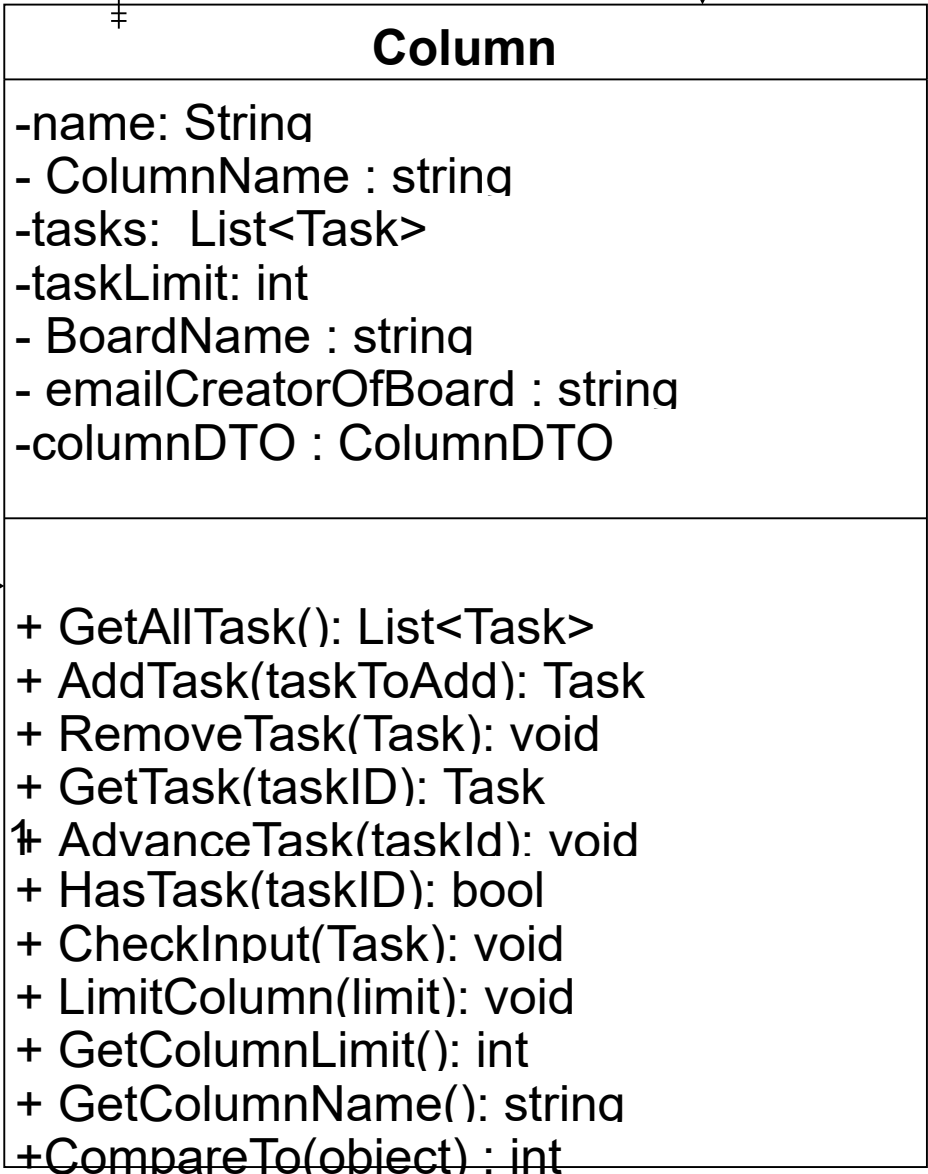 Column
-name: String
- ColumnName : string
-tasks:  List<Task>
-taskLimit: int
- BoardName : string
- emailCreatorOfBoard : string
-columnDTO : ColumnDTO
+ GetAllTask(): List<Task>
+ AddTask(taskToAdd): Task
+ RemoveTask(Task): void
+ GetTask(taskID): Task
1
+ AdvanceTask(taskId): void
+ HasTask(taskID): bool
+ CheckInput(Task): void
+ LimitColumn(limit): void
+ GetColumnLimit(): int
+ GetColumnName(): string
+CompareTo(object) : int